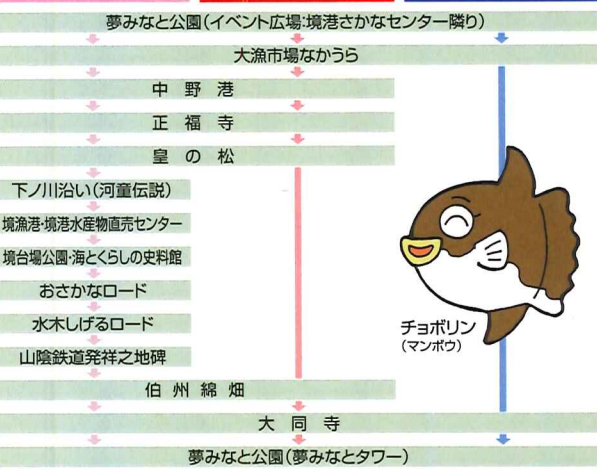 夢みなと公園(イベント広場:境港さかなセンター隣り)
大漁市場なかうら
中野港
正福寺
皇の松
下ノ川沿い(河童伝説)
境漁港・境港水産物直売センター
境台場公園・海とくらしの史料館
おさかなロード
水木しげるロード
山陰鉄道発祥之地碑
伯州綿畑
大同寺
夢みなと公園(夢みなとタワー)
チョボリン
(マンボウ)